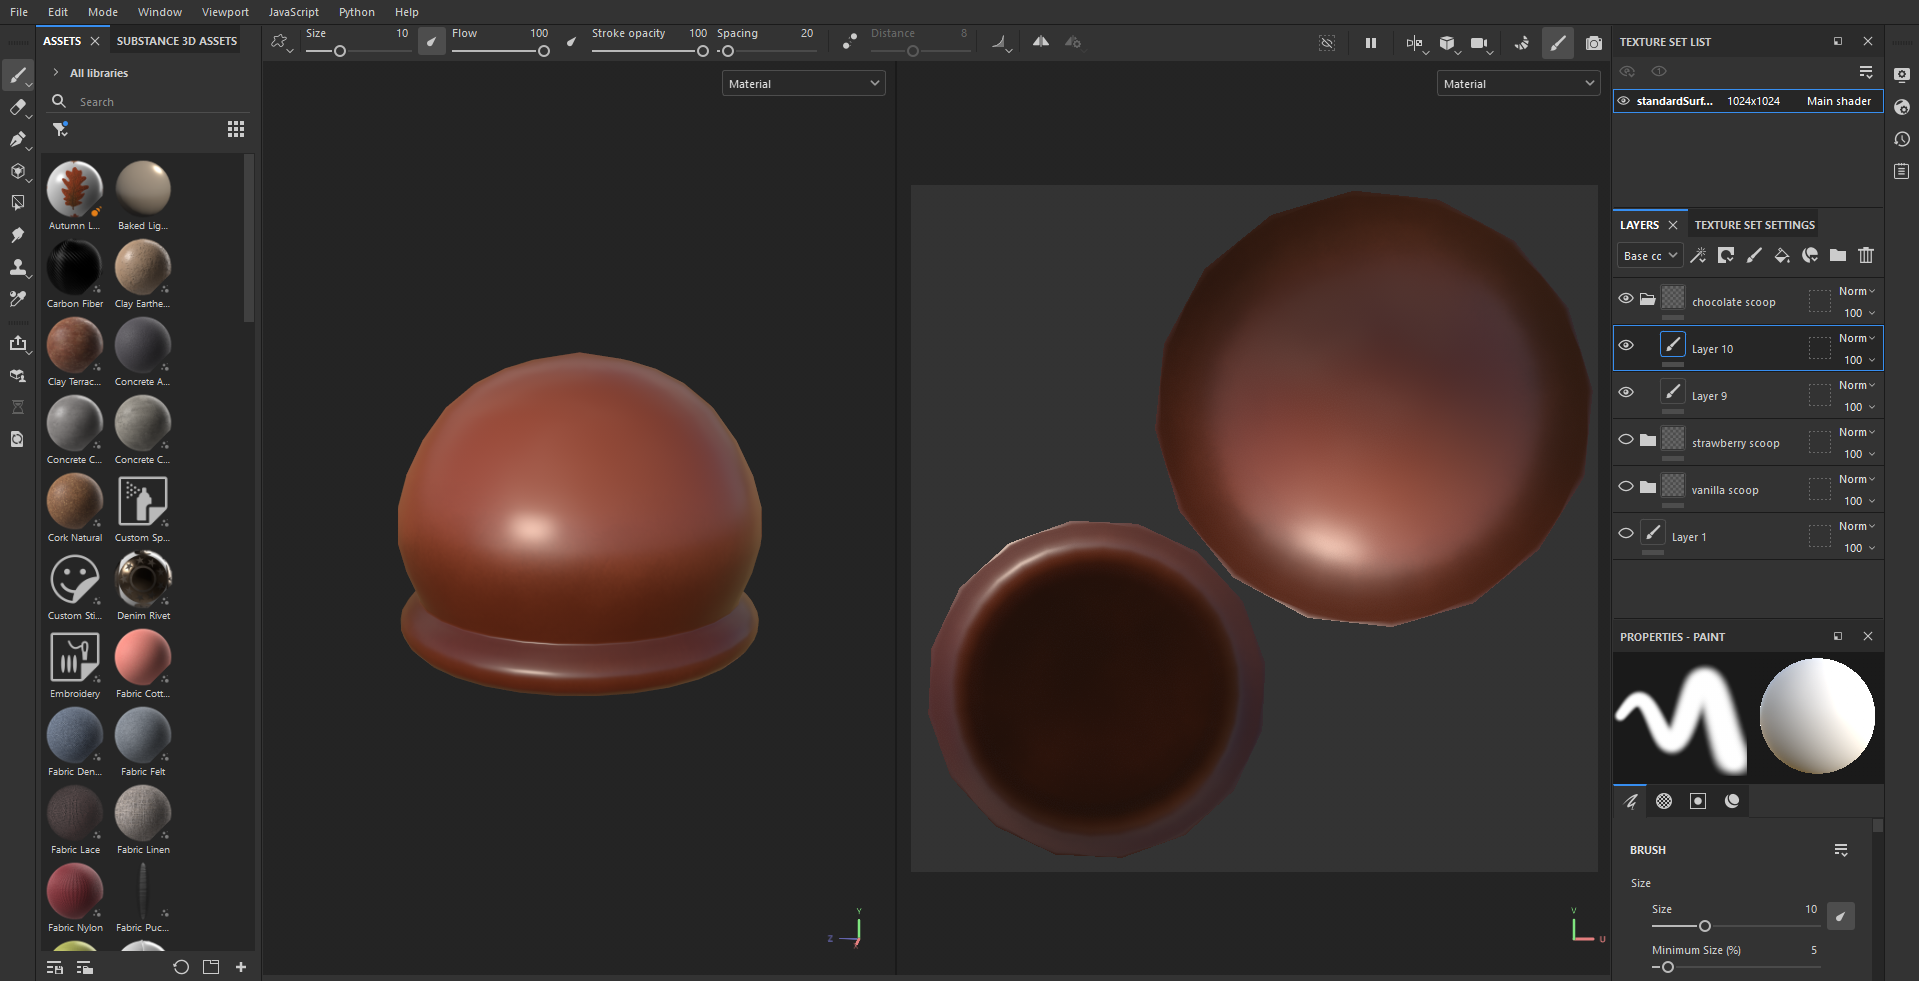 File Edit Mode Window Viewport JavaScript Python Help
ASSETS SUBSTANCE 3D ASSETS
Size 10 Flow 100 Stroke opacity 100 Spacing 20 Distance 8
All libraries
Search
Material
Material
Autumn L... Baked Lig...
Carbon Fiber Clay Earthe...
Clay Terrac... Concrete A...
Concrete C... Concrete C...
Cork Natural Custom Sp...
Custom Sti... Denim Rivet
Embroidery Fabric Cott...
Fabric Den... Fabric Felt
Fabric Lace Fabric Linen
Fabric Nylon Fabric Puc...
Y
Z
X
V
U
TEXTURE SET LIST
standardSurf... 1024x1024 Main shader
LAYERS TEXTURE SET SETTINGS
Base cc
chocolate scoop Norm 100
Layer 10 Norm 100
Layer 9 Norm 100
strawberry scoop Norm 100
vanilla scoop Norm 100
Layer 1 Norm 100
PROPERTIES - PAINT
BRUSH
Size
Size 10
Minimum Size (%) 5